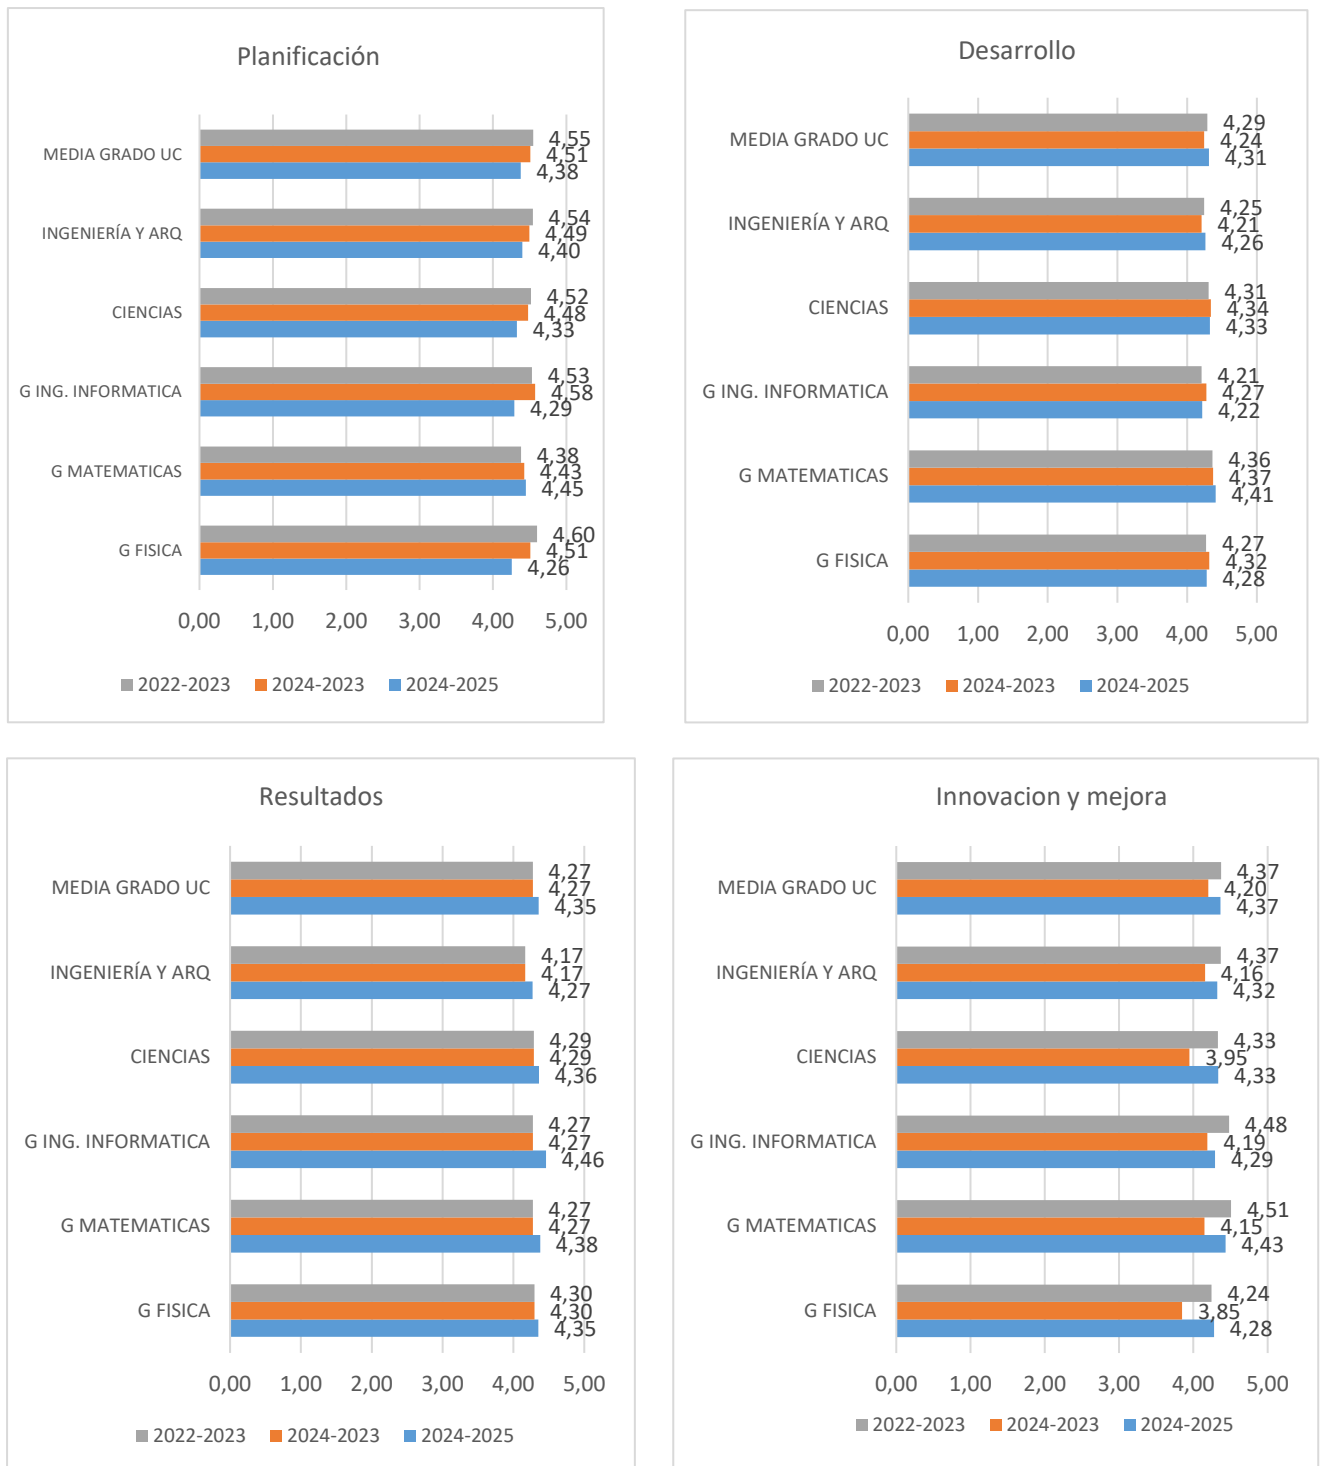 Planificación
MEDIA GRADO UC
4,55
4,51
4,38
INGENIERÍA Y ARQ
4,54
4,49
4,40
CIENCIAS
4,52
4,48
4,33
G ING. INFORMATICA
4,53
4,58
4,29
G MATEMATICAS
4,38
4,43
4,45
G FISICA
4,60
4,51
4,26
0,00 1,00 2,00 3,00 4,00 5,00
2022-2023 2024-2023 2024-2025
Desarrollo
MEDIA GRADO UC
4,29
4,24
4,31
INGENIERÍA Y ARQ
4,25
4,21
4,26
CIENCIAS
4,31
4,34
4,33
G ING. INFORMATICA
4,21
4,27
4,22
G MATEMATICAS
4,36
4,37
4,41
G FISICA
4,27
4,32
4,28
0,00 1,00 2,00 3,00 4,00 5,00
2022-2023 2024-2023 2024-2025
Resultados
MEDIA GRADO UC
4,27
4,27
4,35
INGENIERÍA Y ARQ
4,17
4,17
4,27
CIENCIAS
4,29
4,29
4,36
G ING. INFORMATICA
4,27
4,27
4,46
G MATEMATICAS
4,27
4,27
4,38
G FISICA
4,30
4,30
4,35
0,00 1,00 2,00 3,00 4,00 5,00
2022-2023 2024-2023 2024-2025
Innovacion y mejora
MEDIA GRADO UC
4,37
4,20
4,37
INGENIERÍA Y ARQ
4,37
4,16
4,32
CIENCIAS
4,33
3,95
4,33
G ING. INFORMATICA
4,48
4,19
4,29
G MATEMATICAS
4,51
4,15
4,43
G FISICA
4,24
3,85
4,28
0,00 1,00 2,00 3,00 4,00 5,00
2022-2023 2024-2023 2024-2025